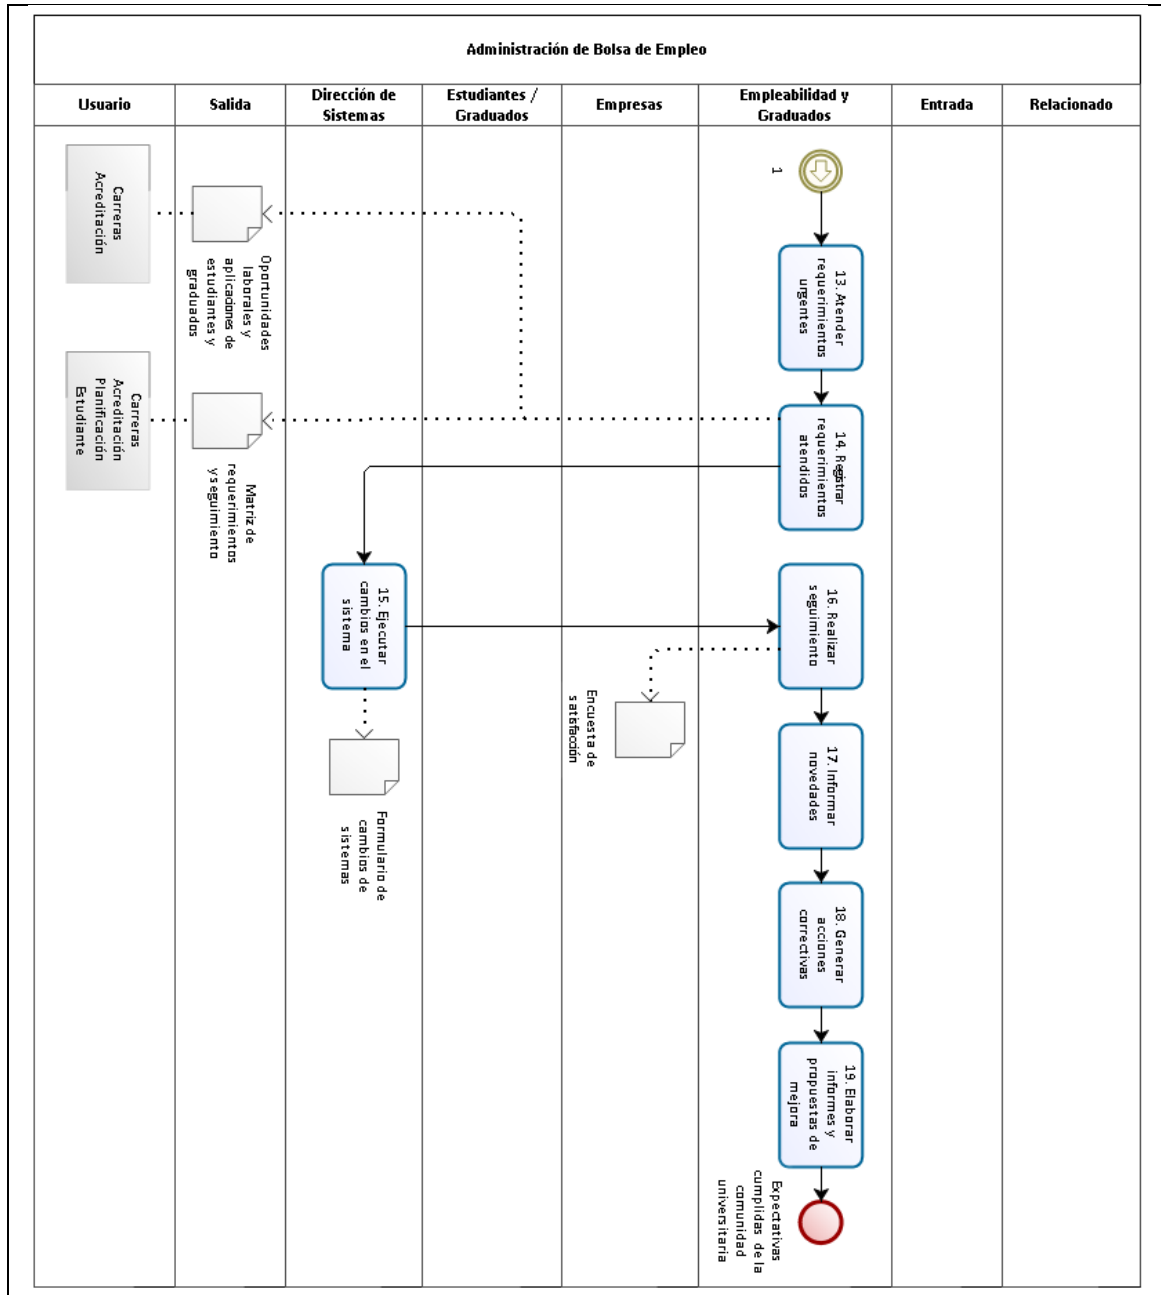 Administración de Bolsa de Empleo
Usuario
Salida
Dirección de
Sistemas
Estudiantes /
Graduados
Empresas
Empleabilidad y
Graduados
Entrada
Relacionado
1
Carreras
Acreditación
Oportunidades
laborales y
aplicaciones de
estudiantes y
graduados
13. Atender
requerimientos
urgentes
Carreras
Acreditación
Planificación
Estudiante
Matriz de
requerimientos
y seguimiento
14. Registrar
requerimientos
atendidos
15. Ejecutar
cambios en el
sistema
16. Realizar
seguimiento
Encuesta de
satisfacción
Formulario de
cambios de
sistemas
17. Informar
novedades
18. Generar
acciones
correctivas
19. Elaborar
informes y
propuestas de
mejora
Expectativas
cumplidas de la
comunidad
universitaria